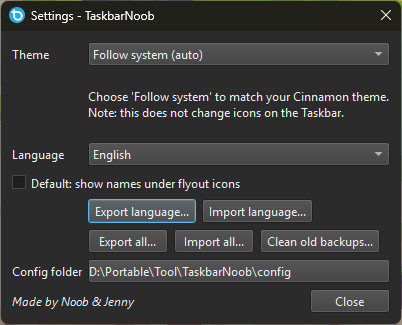 Settings - TaskbarNoob
Theme
Follow system (auto)
Choose 'Follow system' to match your Cinnamon theme.
Note: this does not change icons on the Taskbar.
Language
English
Default: show names under flyout icons
Export language...
Import language...
Export all...
Import all...
Clean old backups...
Config folder
D:\Portable\Tool\TaskbarNoob\config
Made by Noob & Jenny
Close